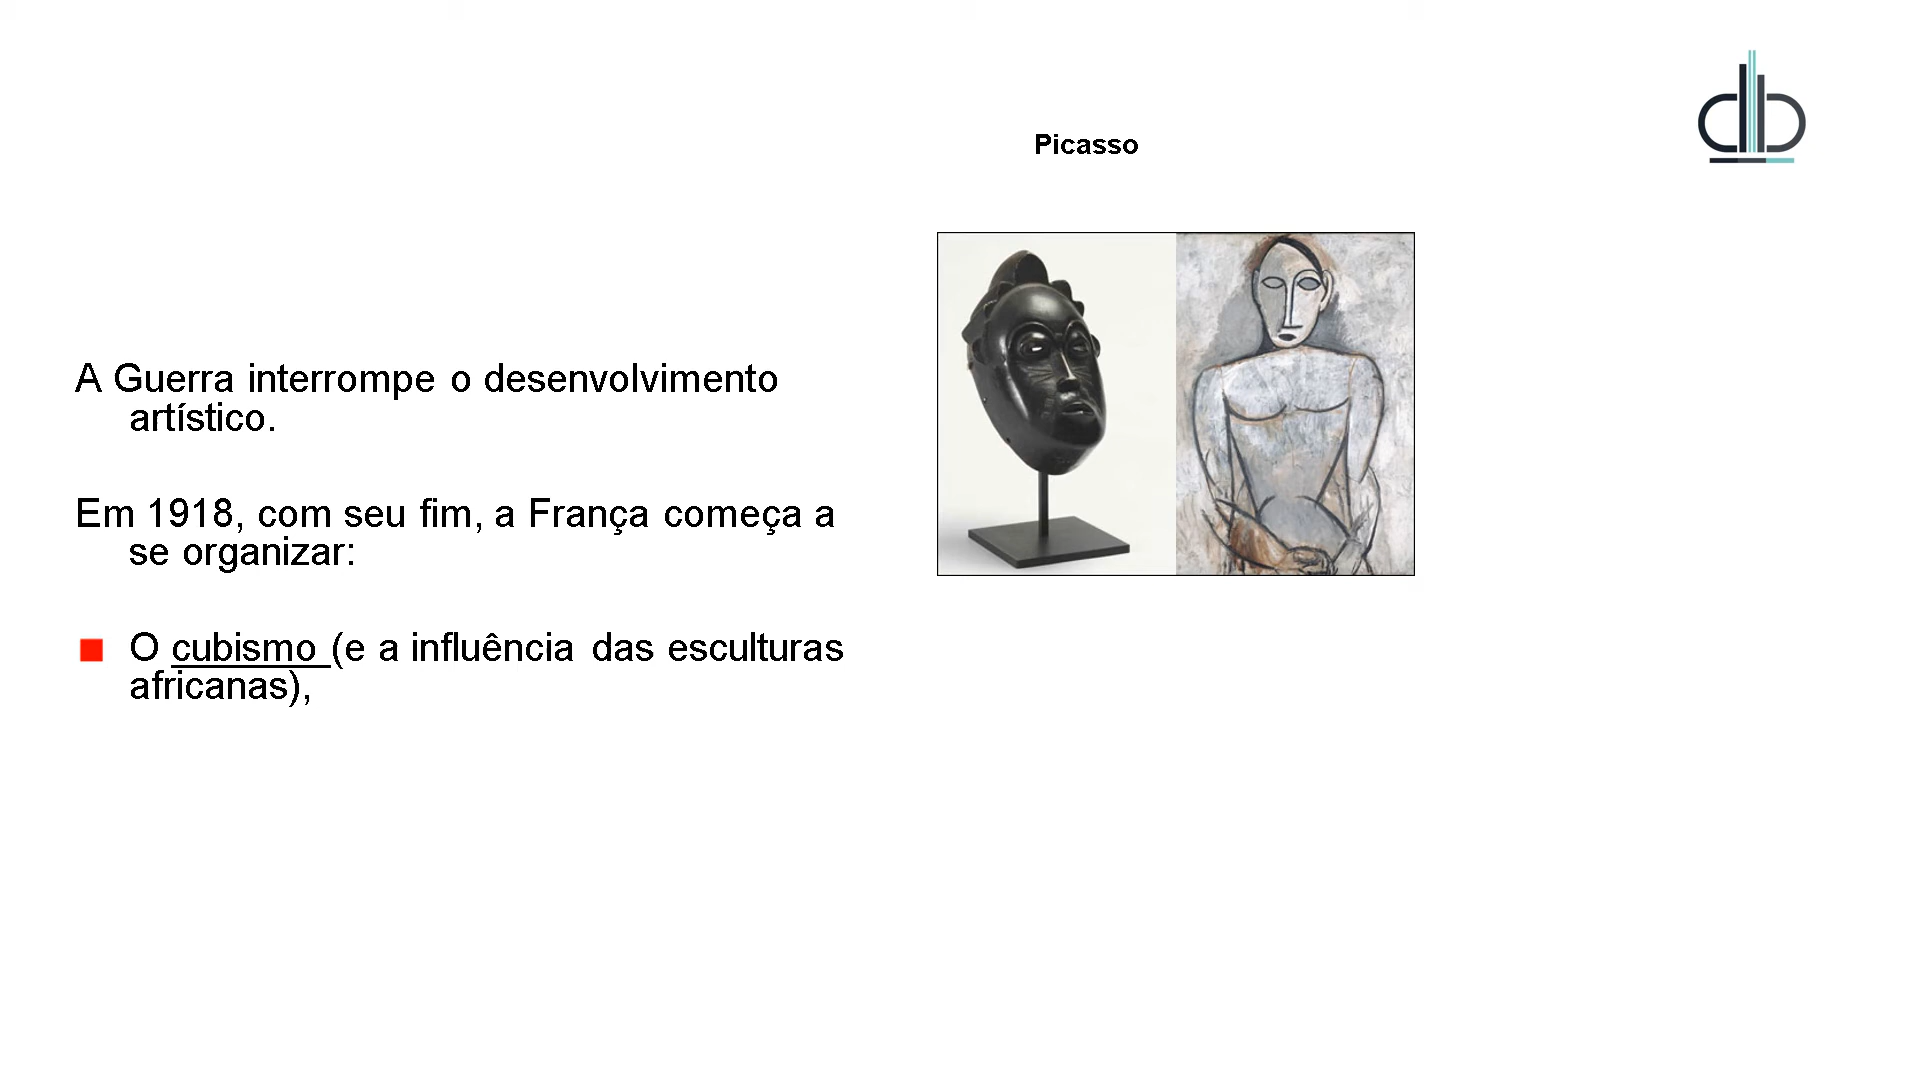 Picasso
A Guerra interrompe o desenvolvimento
artístico.
Em 1918, com seu fim, a França começa a
se organizar:
O cubismo (e a influência das esculturas
africanas),